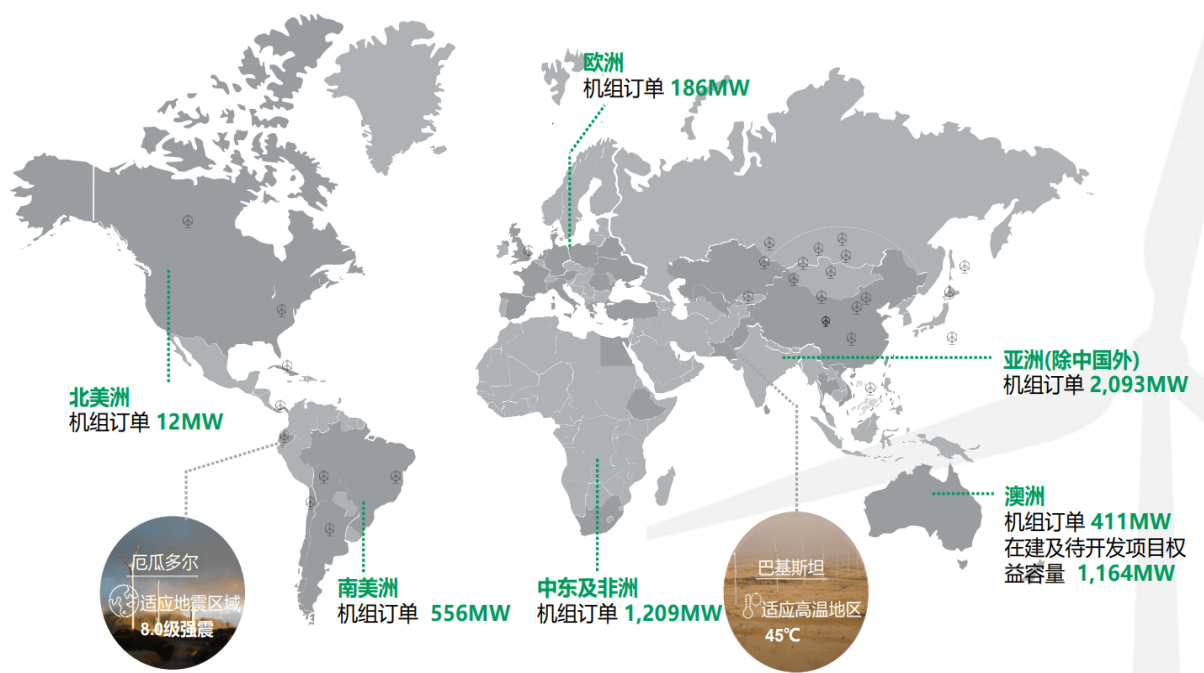 欧洲
机组订单 186MW
北美洲
机组订单 12MW
亚洲(除中国外)
机组订单 2,093MW
澳洲
机组订单 411MW
在建及待开发项目权
益容量 1,164MW
南美洲
机组订单 556MW
中东及非洲
机组订单 1,209MW
厄瓜多尔
适应地震区域
8.0级强震
巴基斯坦
适应高温地区
45℃